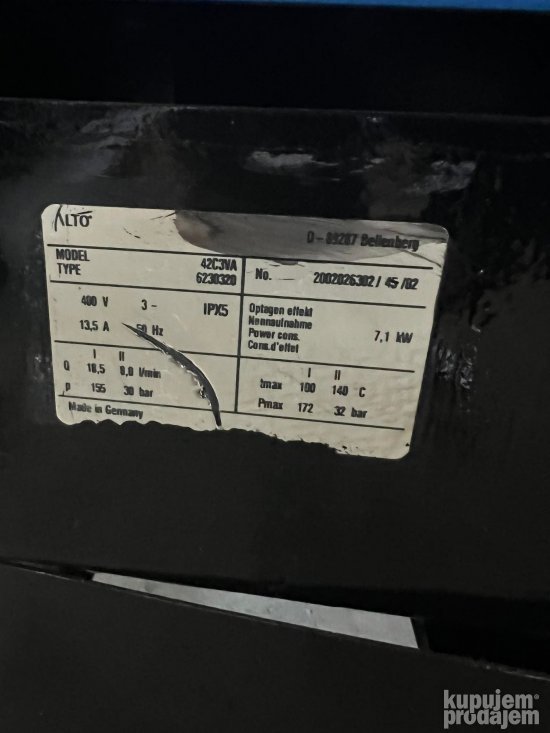 ALTO
D - 89287 Bellenberg
MODEL 42C3VA
TYPE 6230320
No. 2002026302 / 45 / 02
400 V 3 ~ IPX5
13,5 A 50 Hz
Optagen effekt
Nennaufnahme
Power cons. 7,1 kW
Cons.d'effet
I II
Q 18,5 8,0 l/min
p 155 30 bar
I II
tmax 100 140 C
Pmax 172 32 bar
Made in Germany
kupujem
prodajem